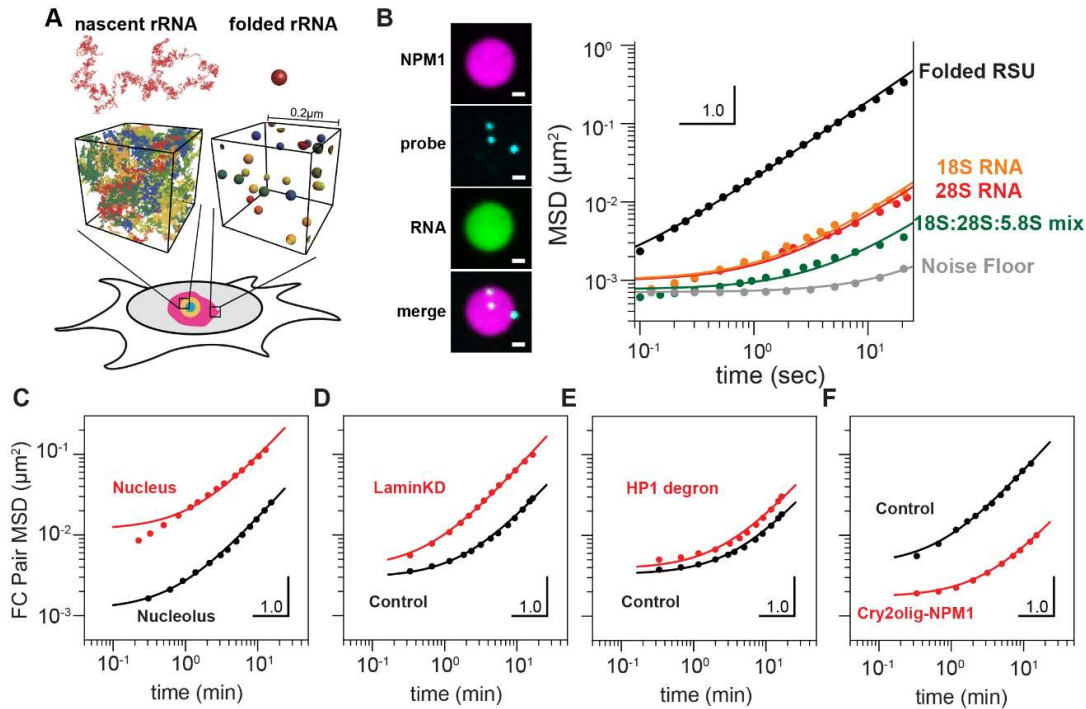 A
nascent rRNA
folded rRNA
0.2μm
B
NPM1
probe
RNA
merge
10⁰
10⁻¹
10⁻²
10⁻³
MSD (μm²)
1.0
Folded RSU
18S RNA
28S RNA
18S:28S:5.8S mix
Noise Floor
10⁻¹
10⁰
10¹
time (sec)
C
10⁻¹
10⁻²
10⁻³
FC Pair MSD (μm²)
Nucleus
Nucleolus
1.0
10⁻¹
10⁰
10¹
time (min)
D
LaminKD
Control
1.0
10⁻¹
10⁰
10¹
time (min)
E
HP1 degron
Control
1.0
10⁻¹
10⁰
10¹
time (min)
F
Control
Cry2olig-NPM1
1.0
10⁻¹
10⁰
10¹
time (min)